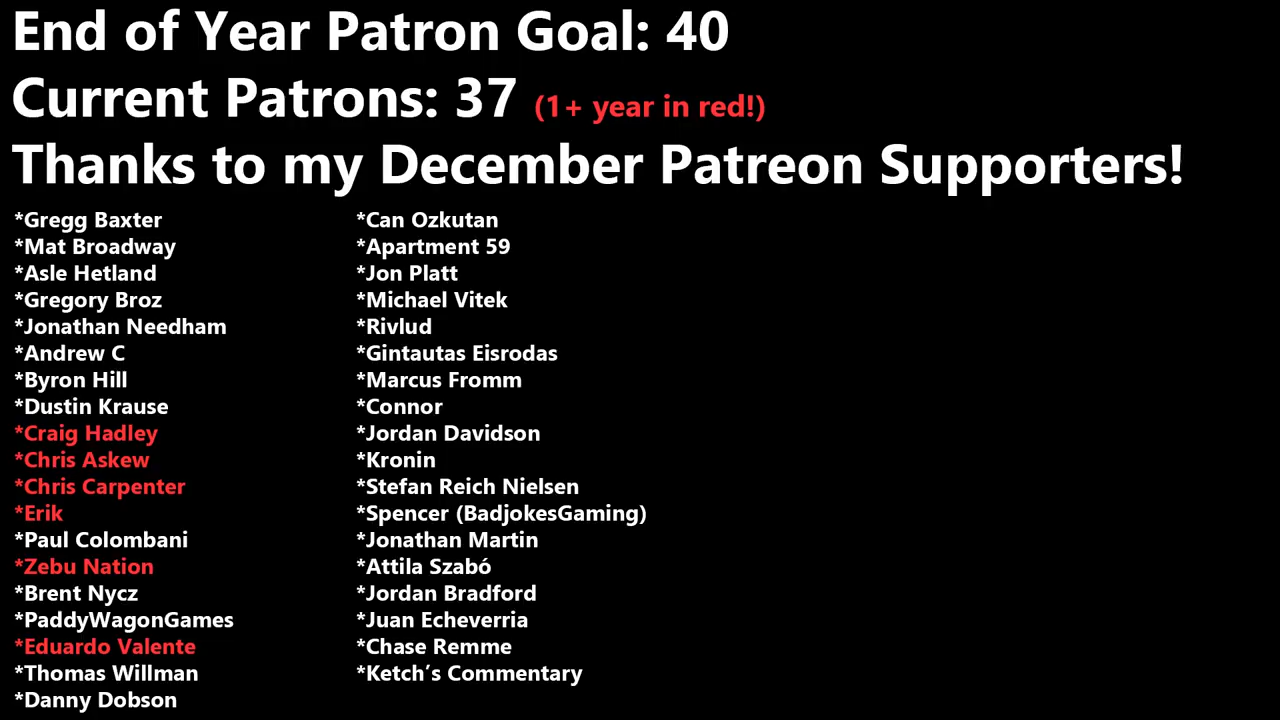 End of Year Patron Goal: 40
Current Patrons: 37 (1+ year in red!)
Thanks to my December Patreon Supporters!
*Gregg Baxter
*Mat Broadway
*Asle Hetland
*Gregory Broz
*Jonathan Needham
*Andrew C
*Byron Hill
*Dustin Krause
*Craig Hadley
*Chris Askew
*Chris Carpenter
*Erik
*Paul Colombani
*Zebu Nation
*Brent Nycz
*PaddyWagonGames
*Eduardo Valente
*Thomas Willman
*Danny Dobson
*Can Ozkutan
*Apartment 59
*Jon Platt
*Michael Vitek
*Rivlud
*Gintautas Eisrodas
*Marcus Fromm
*Connor
*Jordan Davidson
*Kronin
*Stefan Reich Nielsen
*Spencer (BadjokesGaming)
*Jonathan Martin
*Attila Szabó
*Jordan Bradford
*Juan Echeverria
*Chase Remme
*Ketch’s Commentary